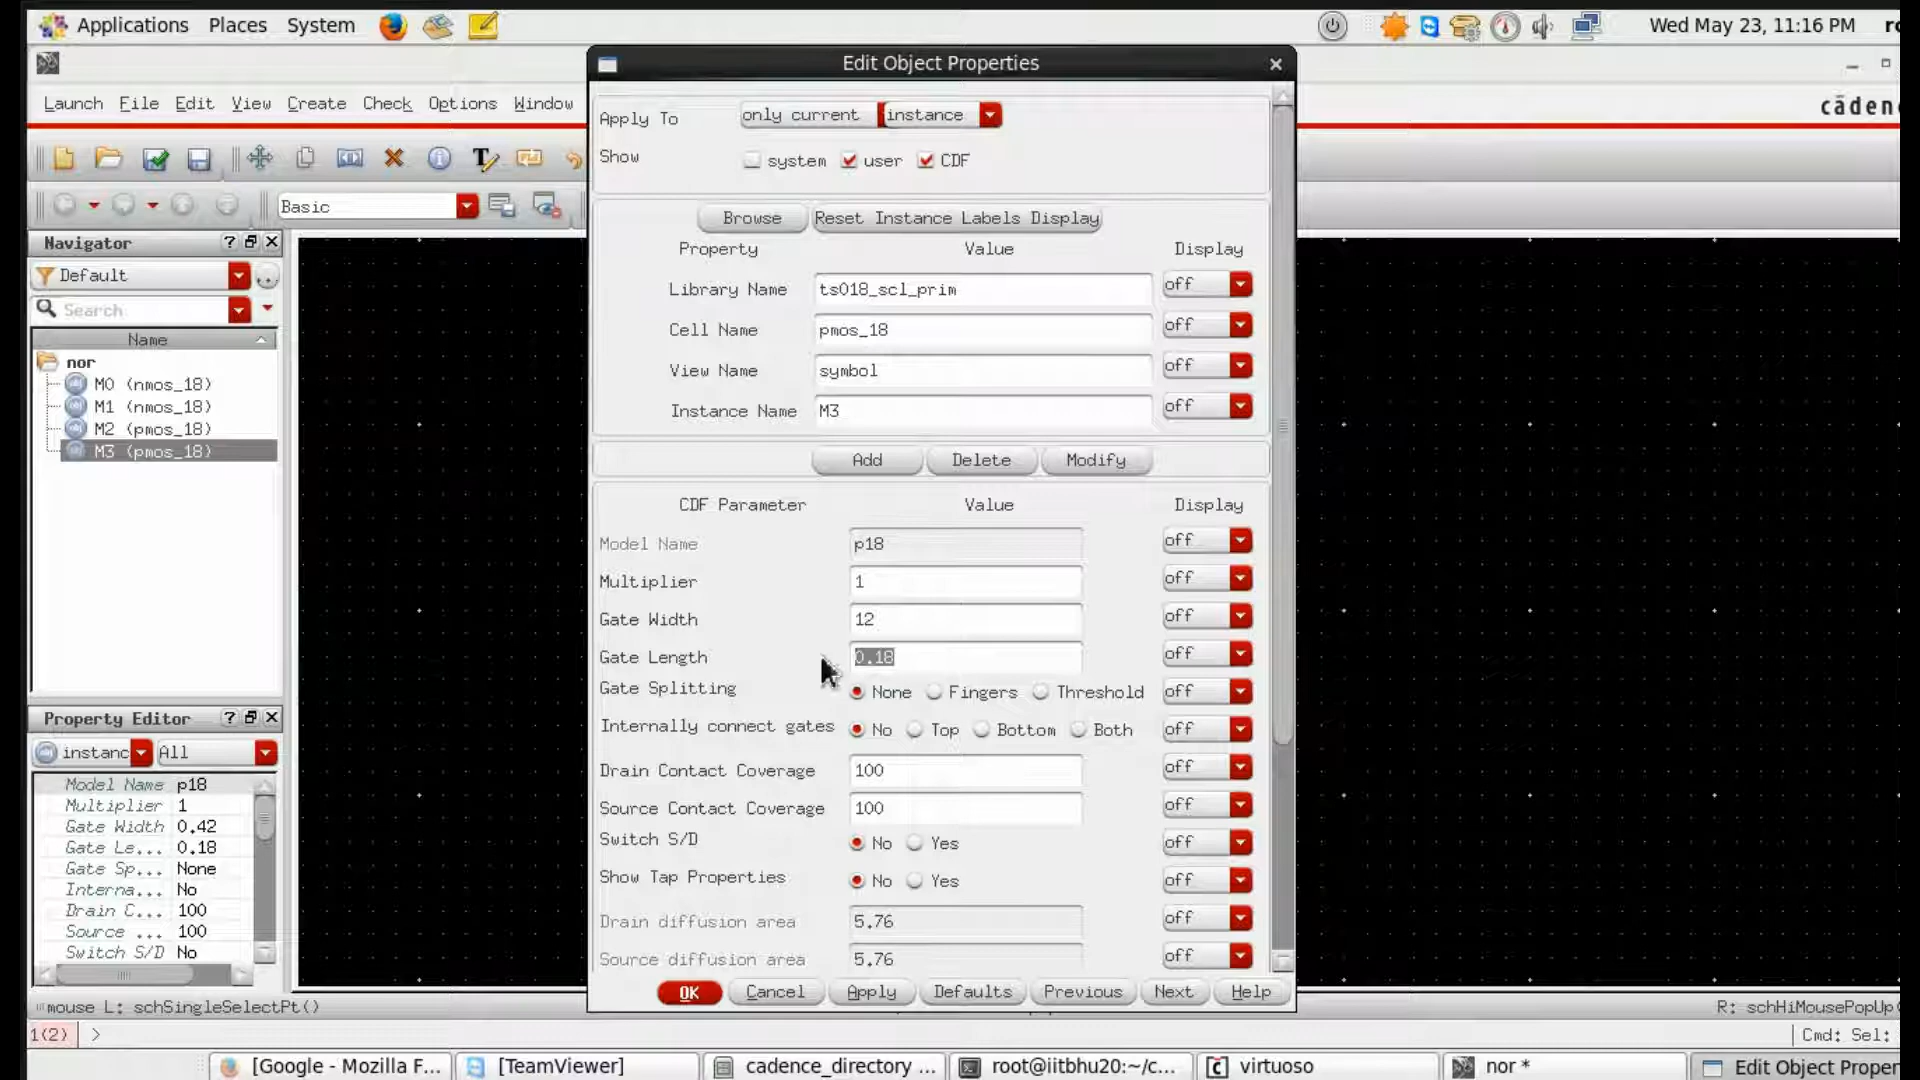 Applications Places System Wed May 23, 11:16 PM
Edit Object Properties
Launch File Edit View Create Check Options Window
Apply To only current instance
Show system user CDF
Basic
Browse Reset Instance Labels Display
Property Value Display
Library Name ts018_scl_prim off
Cell Name pmos_18 off
View Name symbol off
Instance Name M3 off
Add Delete Modify
CDF Parameter Value Display
Model Name p18 off
Multiplier 1 off
Gate Width 12 off
Gate Length 0.18 off
Gate Splitting None Fingers Threshold off
Internally connect gates No Top Bottom Both off
Drain Contact Coverage 100 off
Source Contact Coverage 100 off
Switch S/D No Yes off
Show Tap Properties No Yes off
Drain diffusion area 5.76 off
Source diffusion area 5.76 off
OK Cancel Apply Defaults Previous Next Help
Navigator
Default
Search
Name
nor
M0 (nmos_18)
M1 (nmos_18)
M2 (pmos_18)
M3 (pmos_18)
Property Editor
instanc All
Model Name p18
Multiplier 1
Gate Width 0.42
Gate Le... 0.18
Gate Sp... None
Interna... No
Drain C... 100
Source ... 100
Switch S/D No
mouse L: schSingleSelectPt() R: schHiMousePopUp(
1(2) > Cmd: Sel:
[Google - Mozilla F... [TeamViewer] cadence_directory ... root@iitbhu20:~/c... virtuoso nor * Edit Object Proper